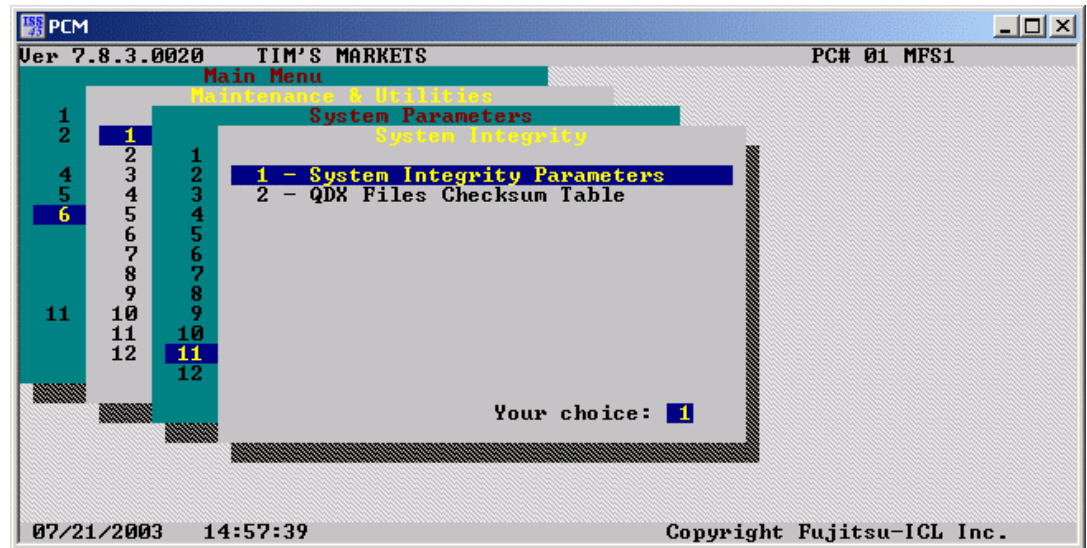 ISS 45 PCM
Ver 7.8.3.0020 TIM'S MARKETS PC# 01 MFS1
Main Menu
Maintenance & Utilities
1 System Parameters
2 1 System Integrity
2 1
4 3 2 1 - System Integrity Parameters
5 4 3 2 - QDX Files Checksum Table
6 5 4
6 5
7 6
8 7
9 8
11 10 9
11 10
12 11
12
Your choice: 1
07/21/2003 14:57:39 Copyright Fujitsu-ICL Inc.